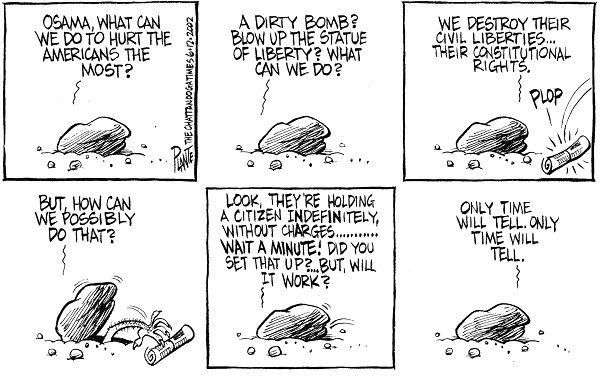 OSAMA, WHAT CAN
WE DO TO HURT THE
AMERICANS THE
MOST?
PLANTE THE CHATTANOOGA TIMES 6/12·2002
A DIRTY BOMB?
BLOW UP THE STATUE
OF LIBERTY? WHAT
CAN WE DO?
WE DESTROY THEIR
CIVIL LIBERTIES...
THEIR CONSTITUTIONAL
RIGHTS.
PLOP
BUT, HOW CAN
WE POSSIBLY
DO THAT?
LOOK, THEY'RE HOLDING
A CITIZEN INDEFINITELY,
WITHOUT CHARGES...........
WAIT A MINUTE! DID YOU
SET THAT UP?...BUT, WILL
IT WORK?
ONLY TIME
WILL TELL. ONLY
TIME WILL
TELL.